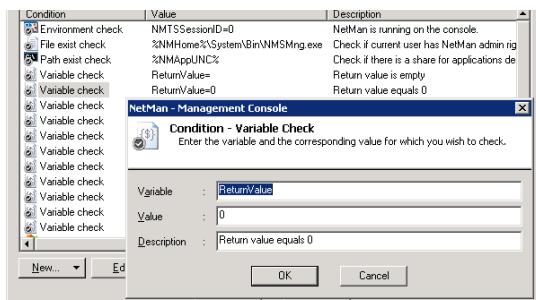 Condition Value Description
Environment check NMTSSessionID=0 NetMan is running on the console.
File exist check %NMHome%\System\Bin\NMSMng.exe Check if current user has NetMan admin rig
Path exist check %NMAppUNC% Check if there is a share for applications de
Variable check ReturnValue= Return value is empty
Variable check ReturnValue=0 Return value equals 0
Variable check
Variable check
Variable check
Variable check
Variable check
Variable check
Variable check
Variable check
Variable check
New... Ed
NetMan - Management Console
Condition - Variable Check
Enter the variable and the corresponding value for which you wish to check.
Variable : ReturnValue
Value : 0
Description : Return value equals 0
OK Cancel